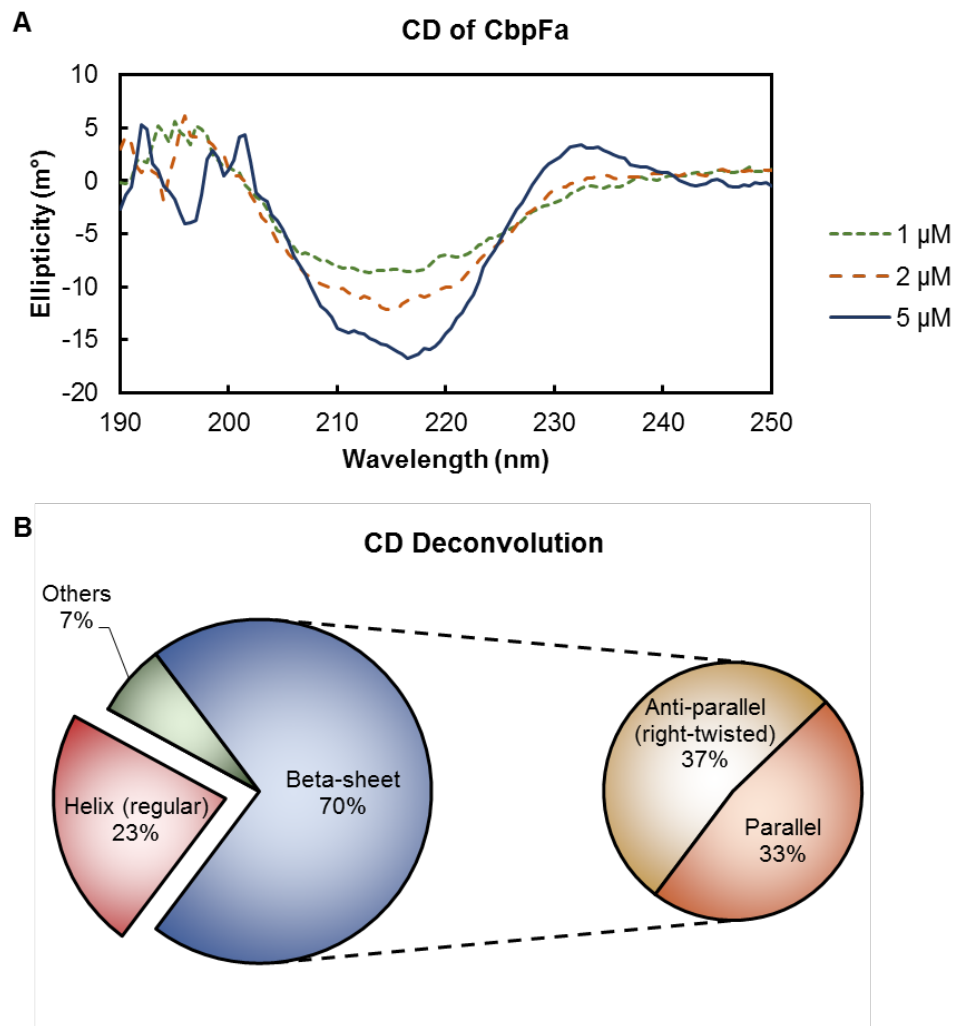 A
CD of CbpFa
10
5
0
-5
-10
-15
-20
Ellipticity (m°)
190 200 210 220 230 240 250
Wavelength (nm)
1 µM
2 µM
5 µM
B
CD Deconvolution
Others
7%
Helix (regular)
23%
Beta-sheet
70%
Anti-parallel
(right-twisted)
37%
Parallel
33%